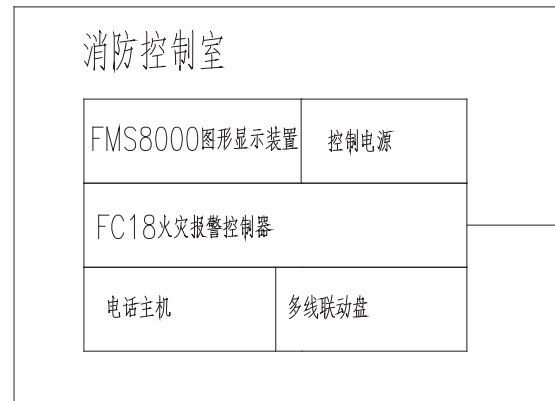 消防控制室
FMS8000图形显示装置
控制电源
FC18火灾报警控制器
电话主机
多线联动盘